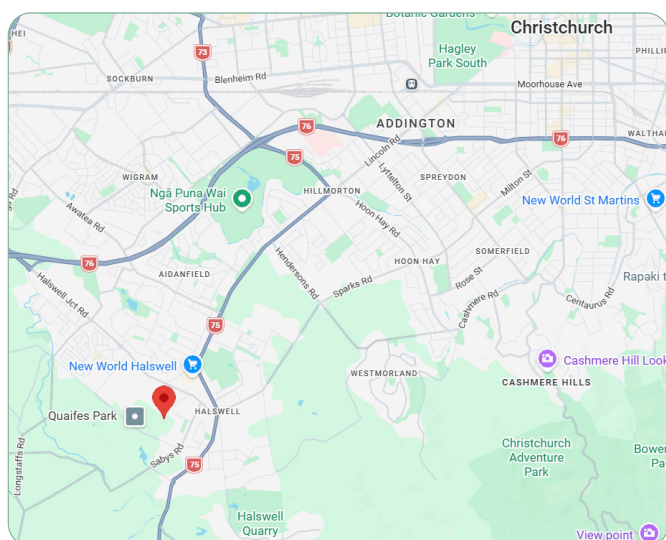 HEI
Botanic Gardens
Christchurch
73
Hagley
Park South
PHILLIP
SOCKBURN
Blenheim Rd
Moorhouse Ave
ADDINGTON
76
76
WALTHAM
75
Lincoln Rd
WIGRAM
Ngā Puna Wai
Sports Hub
HILLMORTON
Lyttelton St
SPREYDON
Milton St
New World St Martins
Awatea Rd
Hoon Hay Rd
76
AIDANFIELD
Hendersons Rd
HOON HAY
SOMERFIELD
Rapaki t
Halswell Jct Rd
Sparks Rd
Rose St
Centaurus Rd
75
Cashmere Rd
New World Halswell
WESTMORLAND
Cashmere Hill Look
CASHMERE HILLS
Quaifes Park
HALSWELL
Longstaffs Rd
Sabys Rd
75
Christchurch
Adventure
Park
Bower
Pa
Halswell
Quarry
View point